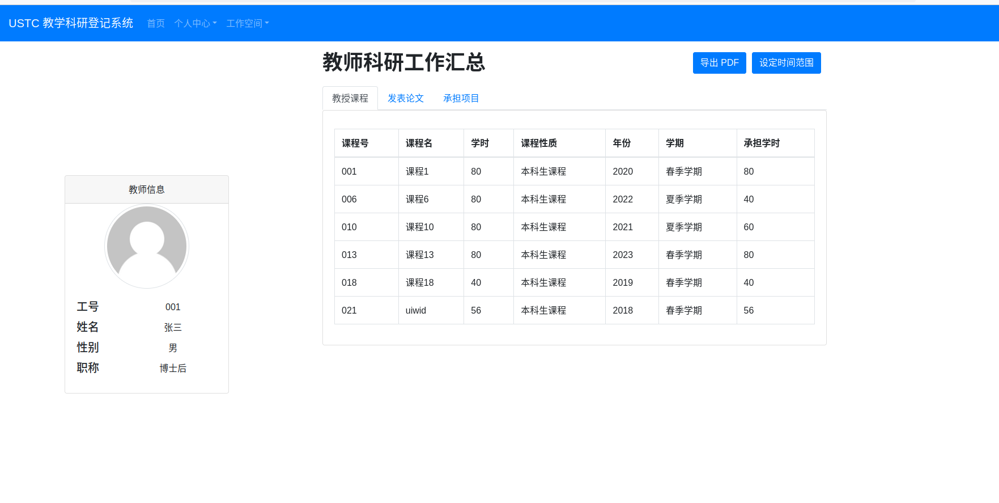 USTC 教学科研登记系统 首页 个人中心 工作空间
教师科研工作汇总 导出 PDF 设定时间范围
教授课程 发表论文 承担项目
课程号 课程名 学时 课程性质 年份 学期 承担学时
001 课程1 80 本科生课程 2020 春季学期 80
006 课程6 80 本科生课程 2022 夏季学期 40
010 课程10 80 本科生课程 2021 夏季学期 60
013 课程13 80 本科生课程 2023 春季学期 80
018 课程18 40 本科生课程 2019 春季学期 40
021 uiwid 56 本科生课程 2018 春季学期 56
教师信息
工号 001
姓名 张三
性别 男
职称 博士后